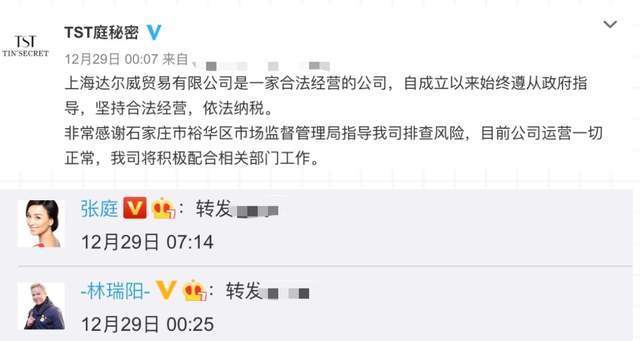 TST
TIN'SECRET
TST庭秘密
12月29日 00:07 来自
上海达尔威贸易有限公司是一家合法经营的公司，自成立以来始终遵从政府指
导，坚持合法经营，依法纳税。
非常感谢石家庄市裕华区市场监督管理局指导我司排查风险，目前公司运营一切
正常，我司将积极配合相关部门工作。
张庭 V 7：转发
12月29日 07:14
-林瑞阳- V 7：转发
12月29日 00:25